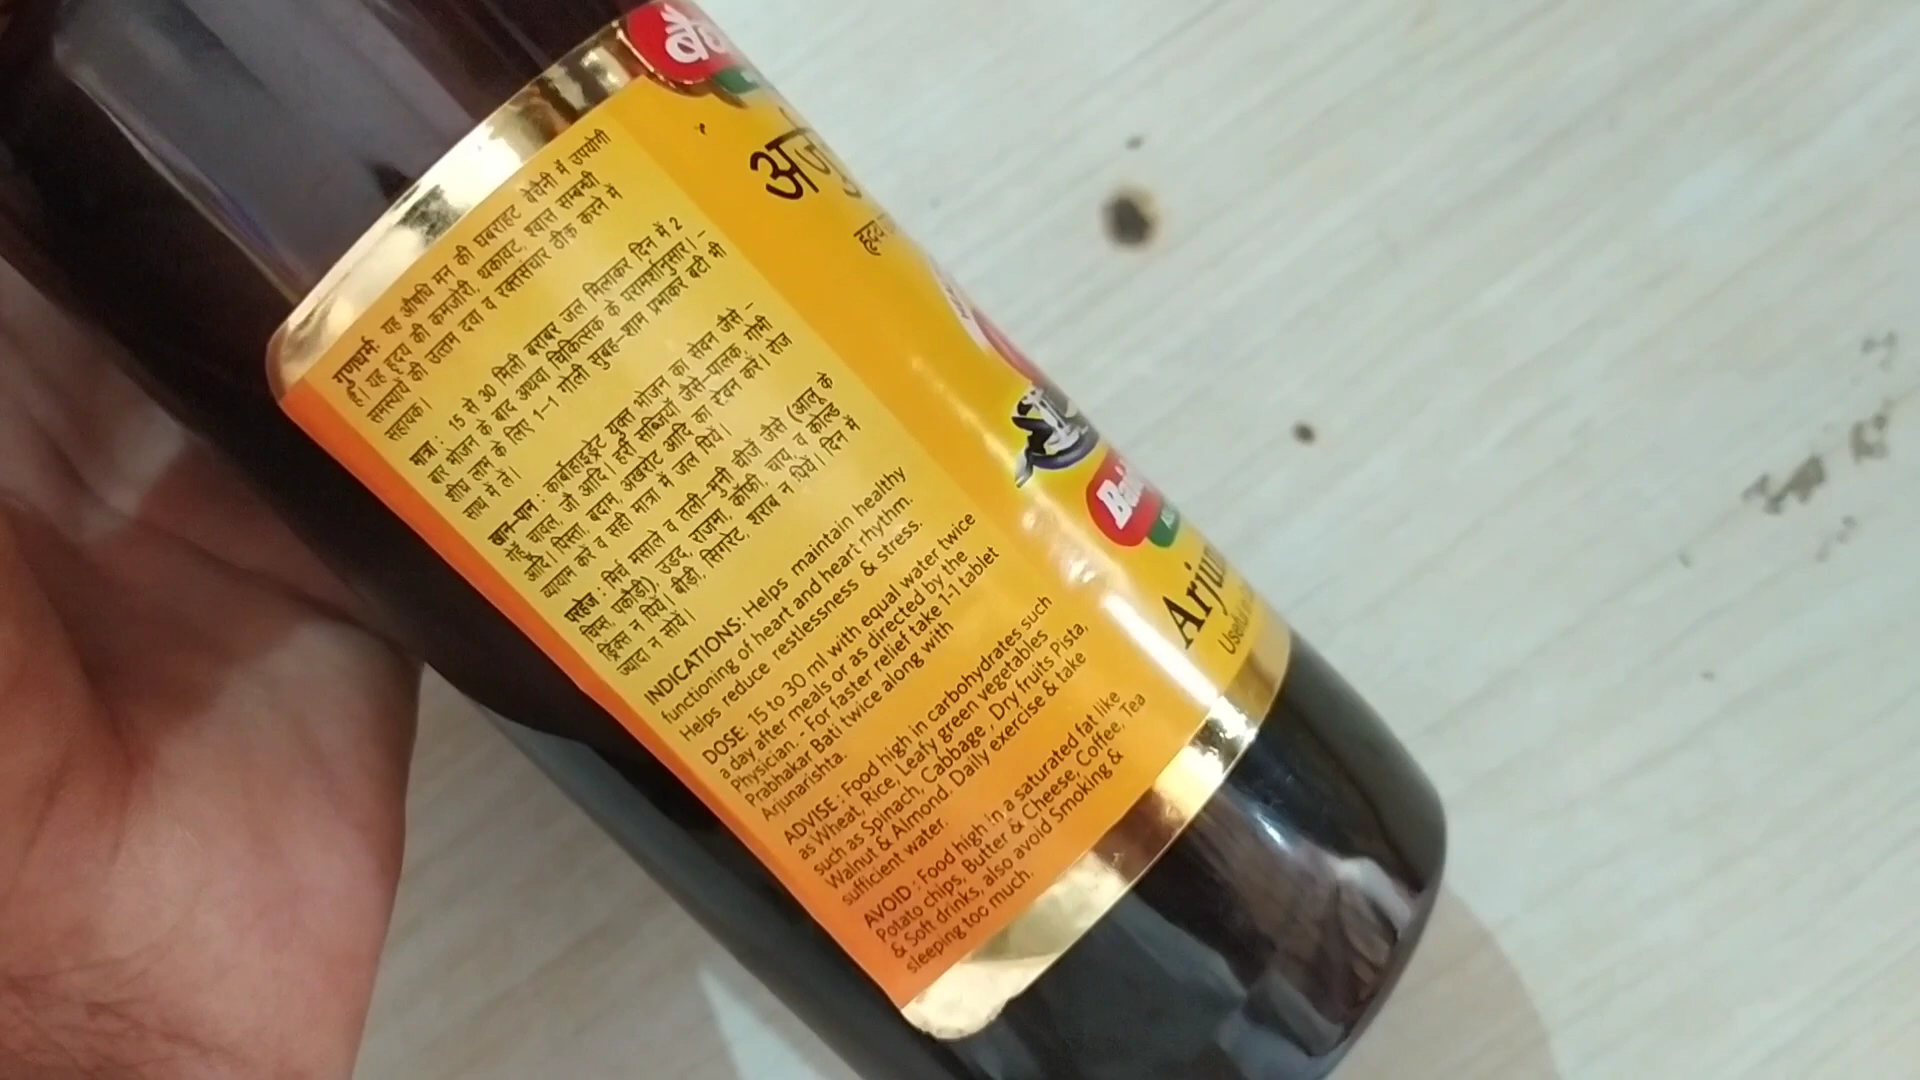 गुणधर्म: यह औषधि मन की घबराहट बेचैनी में उपयोगी
है। यह हृदय की कमजोरी, थकावट, श्वास सम्बन्धी
समस्याओं की उत्तम दवा व रक्तसंचार ठीक करने में
सहायक।
मात्रा : 15 से 30 मिली बराबर जल मिलाकर दिन में 2
बार भोजन के बाद अथवा चिकित्सक के परामर्शानुसार। -
शीघ्र लाभ के लिए 1-1 गोली सुबह-शाम प्रभाकर वटी भी
साथ में लें।
खान-पान : कार्बोहाइड्रेट युक्त भोजन का सेवन जैसे -
गेहूँ, चावल, जौ आदि। हरी सब्जियाँ जैसे-पालक गोभी
आदि। पिस्ता, बदाम, अखरोट आदि का सेवन करें। रोज
व्यायाम करें व सही मात्रा में जल पियें।
परहेज : मिर्च मसाले व तली-भुनी चीजें जैसे (आलू के
चिप्स, पकौड़ी), उड़द, राजमा, कॉफी, चाय, व कोल्ड
ड्रिंक्स न पियें। बीड़ी, सिगरेट, शराब न पियें। दिन में
ज्यादा न सोयें।
INDICATIONS: Helps maintain healthy
functioning of heart and heart rhythm.
Helps reduce restlessness & stress.
DOSE: 15 to 30 ml with equal water twice
a day after meals or as directed by the
Physician. - For faster relief take 1-1 tablet
Prabhakar Bati twice along with
Arjunarishta.
ADVISE : Food high in carbohydrates such
as Wheat, Rice, Leafy green vegetables
such as Spinach, Cabbage , Dry fruits Pista,
Walnut & Almond. Daily exercise & take
sufficient water.
AVOID : Food high in a saturated fat like
Potato chips, Butter & Cheese, Coffee, Tea
& Soft drinks, also avoid Smoking &
sleeping too much.